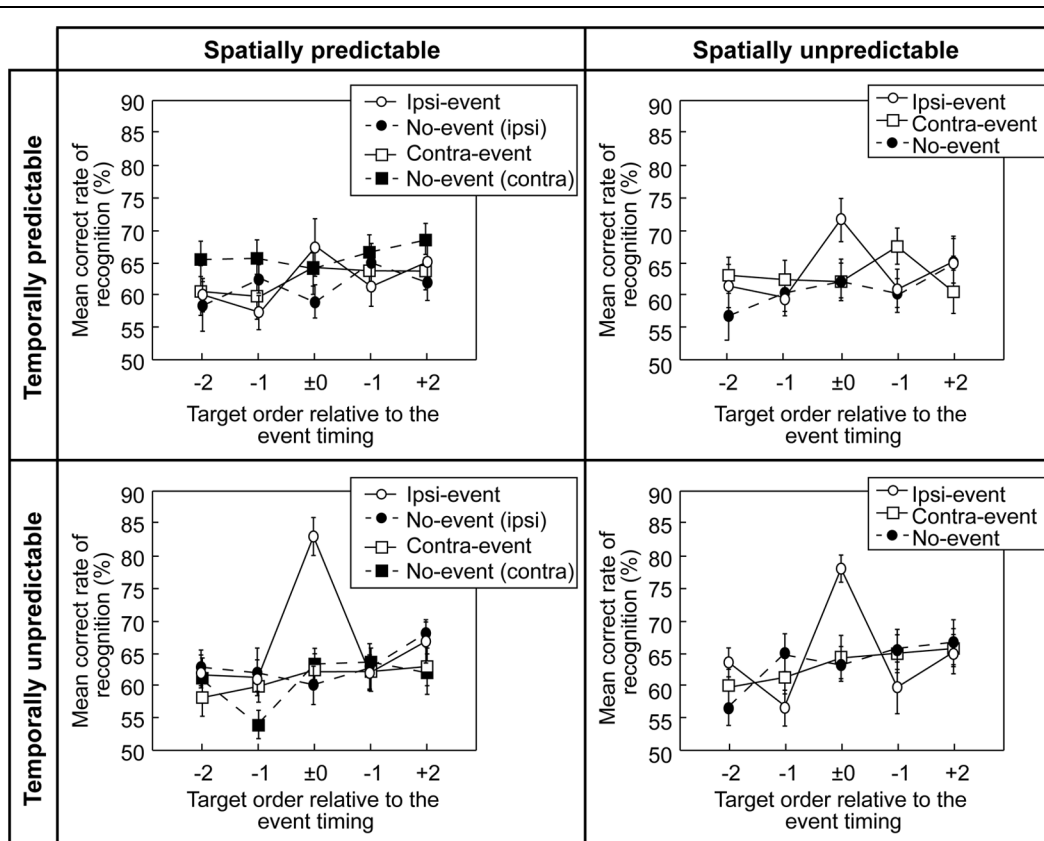 Spatially predictable
Spatially unpredictable
Temporally predictable
Mean correct rate of
recognition (%)
90
85
80
75
70
65
60
55
50
Ipsi-event
No-event (ipsi)
Contra-event
No-event (contra)
-2 -1 ±0 -1 +2
Target order relative to the
event timing
Mean correct rate of
recognition (%)
90
85
80
75
70
65
60
55
50
Ipsi-event
Contra-event
No-event
-2 -1 ±0 -1 +2
Target order relative to the
event timing
Temporally unpredictable
Mean correct rate of
recognition (%)
90
85
80
75
70
65
60
55
50
Ipsi-event
No-event (ipsi)
Contra-event
No-event (contra)
-2 -1 ±0 -1 +2
Target order relative to the
event timing
Mean correct rate of
recognition (%)
90
85
80
75
70
65
60
55
50
Ipsi-event
Contra-event
No-event
-2 -1 ±0 -1 +2
Target order relative to the
event timing